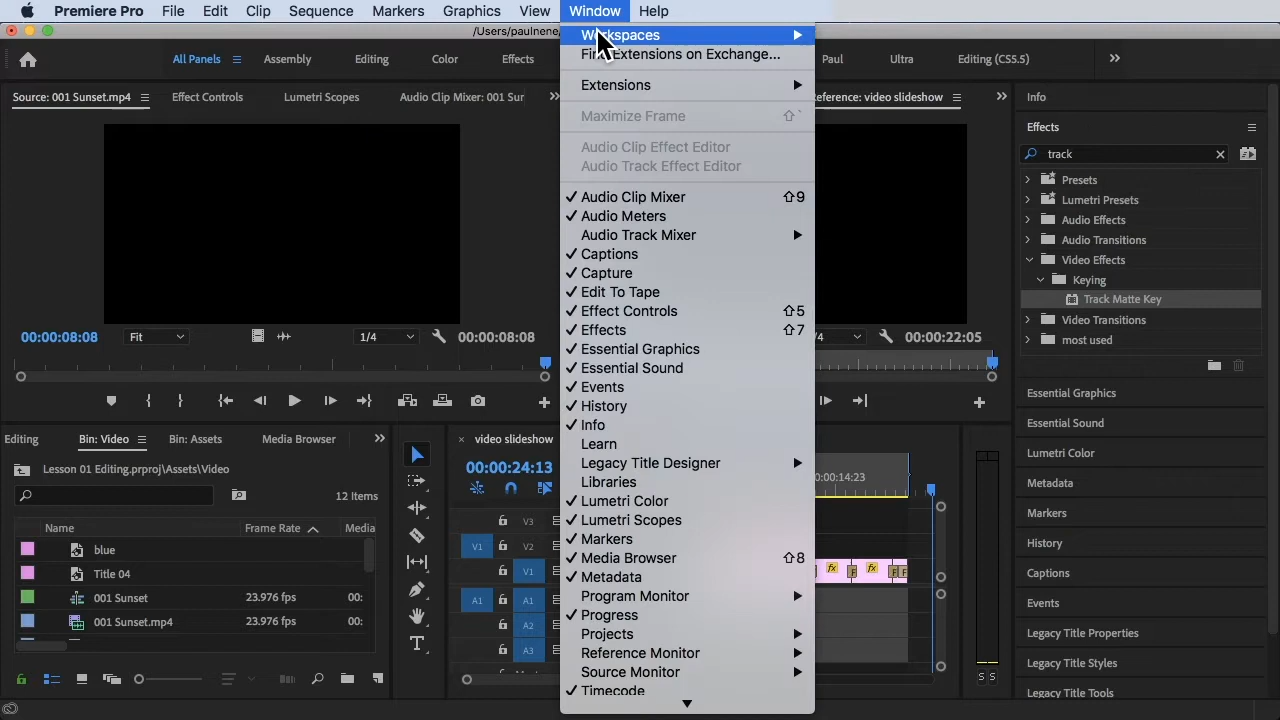 Premiere Pro File Edit Clip Sequence Markers Graphics View Window Help
/Users/paulnene/
All Panels Assembly Editing Color Effects Paul Ultra Editing (CS5.5)
Source: 001 Sunset.mp4 Effect Controls Lumetri Scopes Audio Clip Mixer: 001 Sur
eference: video slideshow
Workspaces
Extensions on Exchange...
Extensions
Maximize Frame ⇧`
Audio Clip Effect Editor
Audio Track Effect Editor
Audio Clip Mixer ⇧9
Audio Meters
Audio Track Mixer
Captions
Capture
Edit To Tape
Effect Controls ⇧5
Effects ⇧7
Essential Graphics
Essential Sound
Events
History
Info
Learn
Legacy Title Designer
Libraries
Lumetri Color
Lumetri Scopes
Markers
Media Browser ⇧8
Metadata
Program Monitor
Progress
Projects
Reference Monitor
Source Monitor
Timecode
00:00:08:08 Fit 1/4 00:00:08:08
/4 00:00:22:05
Editing Bin: Video Bin: Assets Media Browser
Lesson 01 Editing.prproj\Assets\Video
12 Items
Name Frame Rate Media
blue
Title 04
001 Sunset 23.976 fps 00:
001 Sunset.mp4 23.976 fps 00:
× video slideshow
00:00:24:13
0:00:14:23
V3
V1 V2
V1
A1 A1
A2
A3
fx fx
S S
Info
Effects
track
Presets
Lumetri Presets
Audio Effects
Audio Transitions
Video Effects
Keying
Track Matte Key
Video Transitions
most used
Essential Graphics
Essential Sound
Lumetri Color
Metadata
Markers
History
Captions
Events
Legacy Title Properties
Legacy Title Styles
Legacy Title Tools